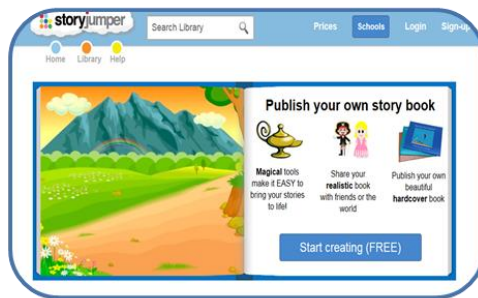 storyjumper
Search Library
Prices
Schools
Login
Sign-up
Home
Library
Help
Publish your own story book
Magical tools
make it EASY to
bring your stories
to life!
Share your
realistic book
with friends or the
world
Publish your own
beautiful
hardcover book
Start creating (FREE)